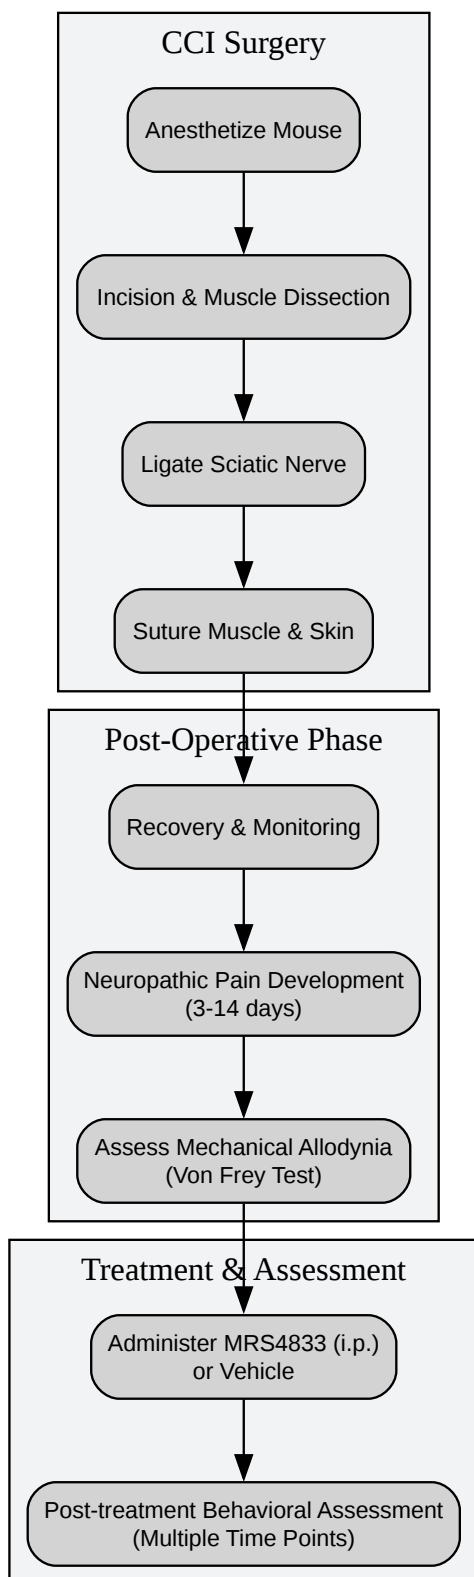 CCI Surgery
Anesthetize Mouse
Incision & Muscle Dissection
Ligate Sciatic Nerve
Suture Muscle & Skin
Post-Operative Phase
Recovery & Monitoring
Neuropathic Pain Development
(3-14 days)
Assess Mechanical Allodynia
(Von Frey Test)
Treatment & Assessment
Administer MRS4833 (i.p.)
or Vehicle
Post-treatment Behavioral Assessment
(Multiple Time Points)